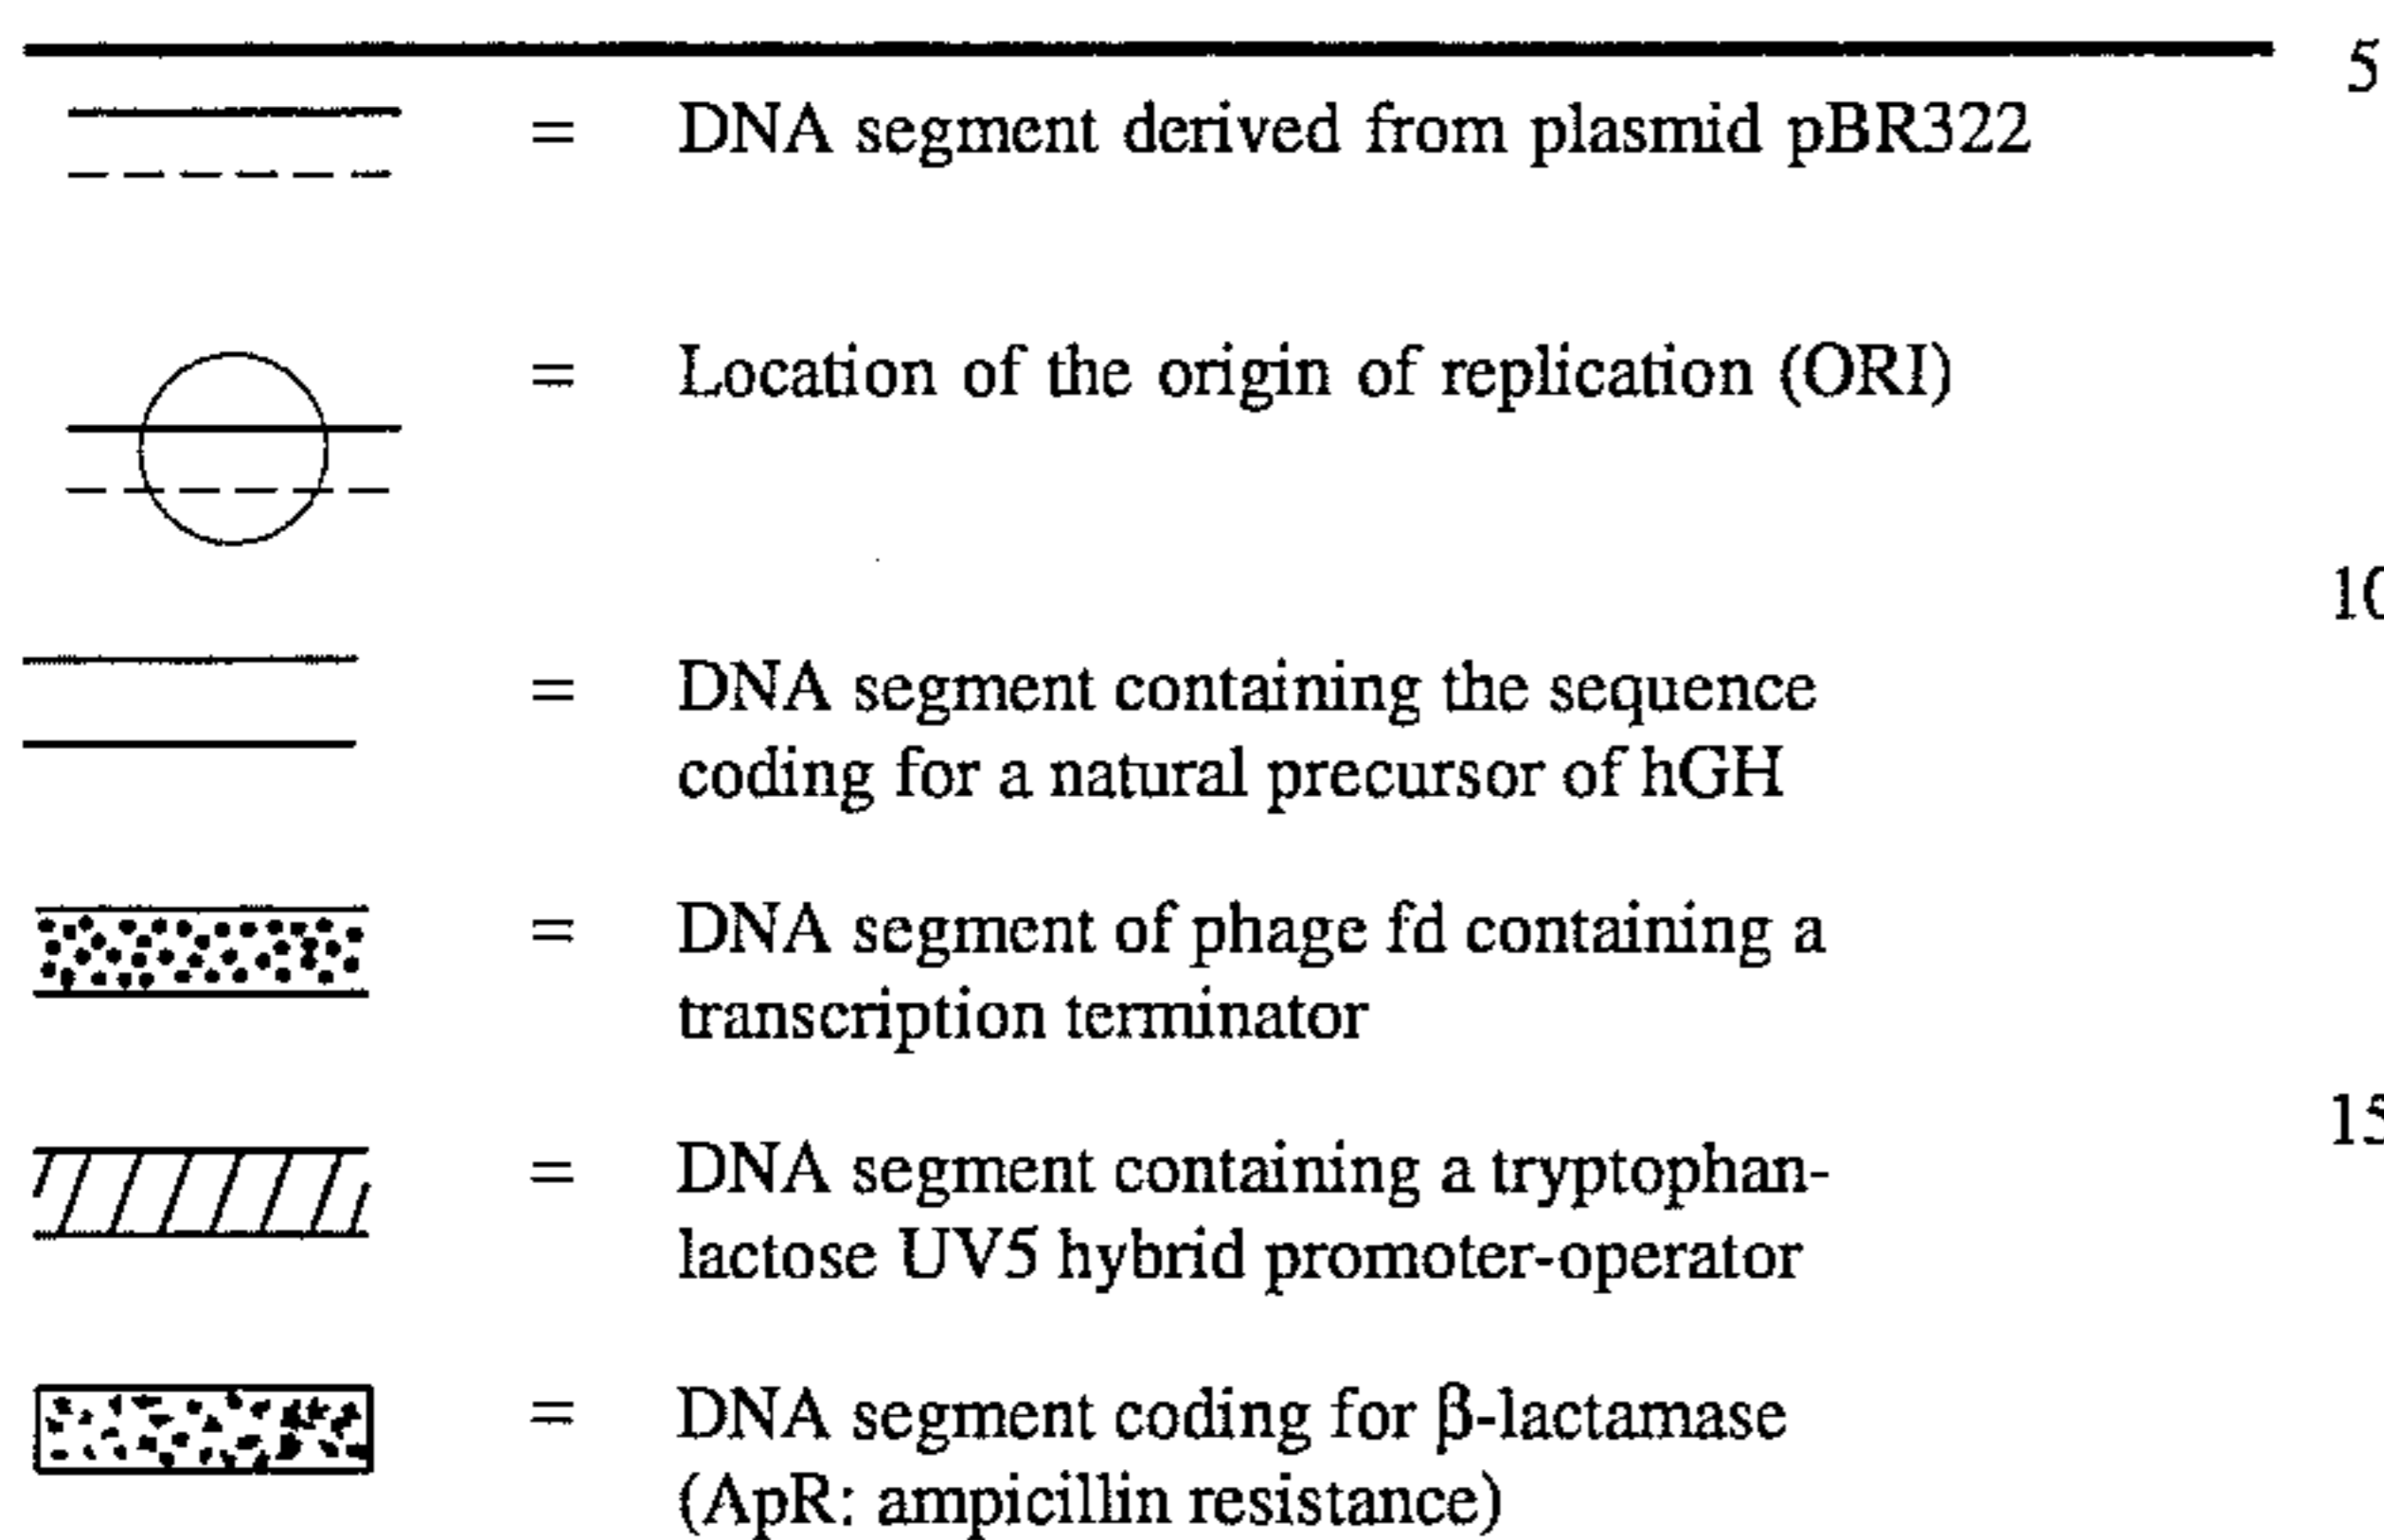 5
= DNA segment derived from plasmid pBR322
= Location of the origin of replication (ORI)
10
= DNA segment containing the sequence
coding for a natural precursor of hGH
= DNA segment of phage fd containing a
transcription terminator
15
= DNA segment containing a tryptophan-
lactose UV5 hybrid promoter-operator
= DNA segment coding for β-lactamase
(ApR: ampicillin resistance)